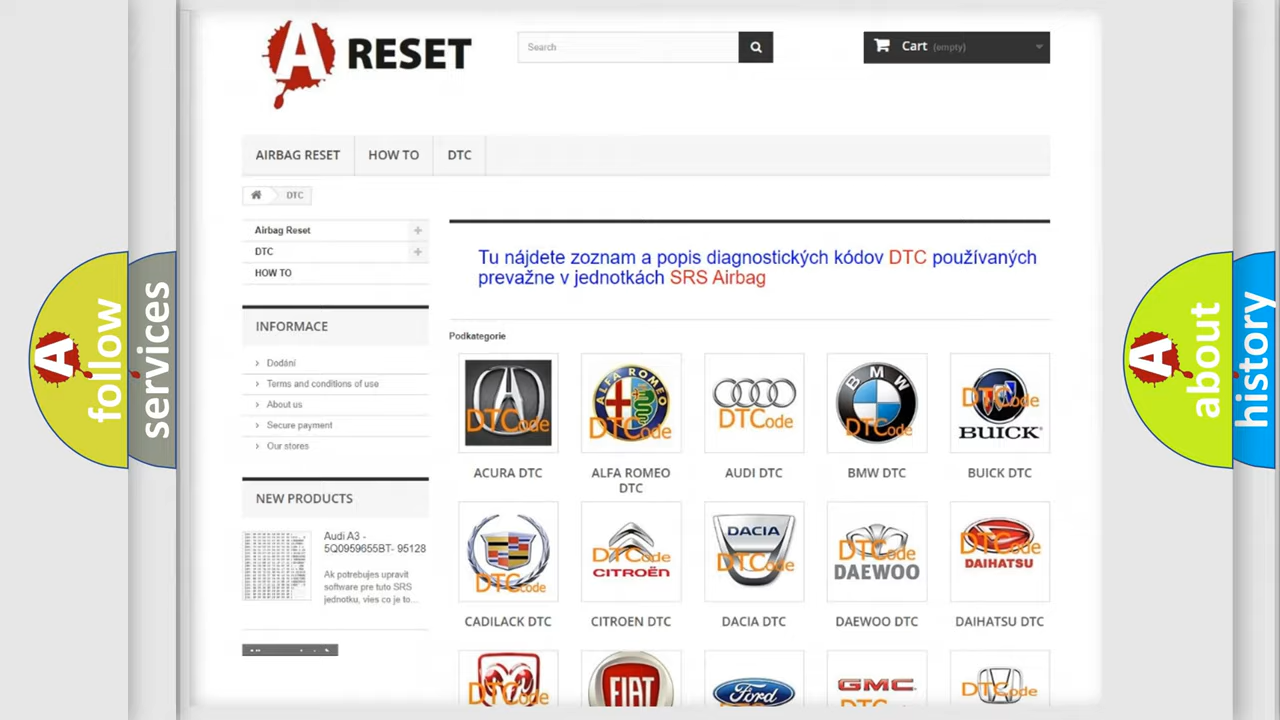 A RESET
Search
Cart (empty)
AIRBAG RESET
HOW TO
DTC
DTC
Airbag Reset
DTC
HOW TO
INFORMACE
Dodání
Terms and conditions of use
About us
Secure payment
Our stores
NEW PRODUCTS
Audi A3 -
5Q0959655BT- 95128
Ak potrebujes upravit
software pre tuto SRS
jednotku, vies co je to...
Tu nájdete zoznam a popis diagnostických kódov DTC používaných
prevažne v jednotkách SRS Airbag
Podkategorie
DTCode
ALFA ROMEO
DTCode
DTCode
BMW
DTCode
DTCode
BUICK
ACURA DTC
ALFA ROMEO
DTC
AUDI DTC
BMW DTC
BUICK DTC
DTCode
DTCode
CITROËN
DACIA
DTCode
DTCode
DAEWOO
DTCode
DAIHATSU
CADILACK DTC
CITROEN DTC
DACIA DTC
DAEWOO DTC
DAIHATSU DTC
DTCode
FIAT
Ford
GMC
DTCode
A follow
services
A about
history